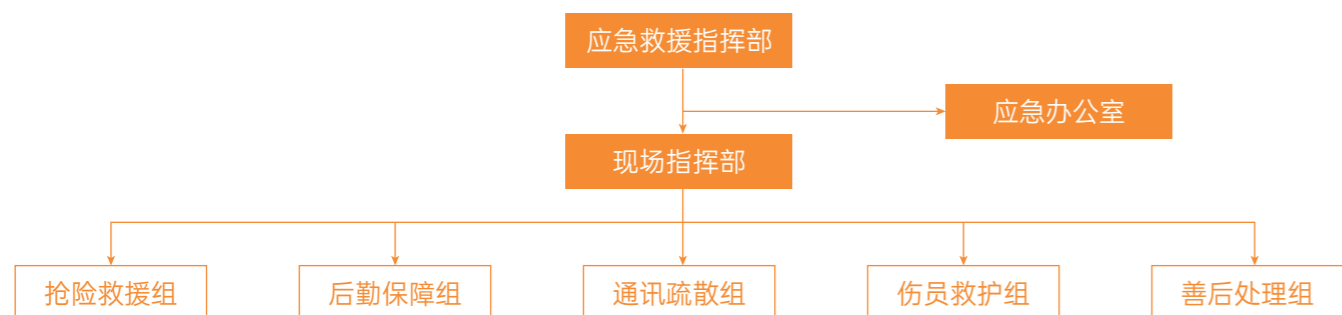 应急救援指挥部
应急办公室
现场指挥部
抢险救援组
后勤保障组
通讯疏散组
伤员救护组
善后处理组